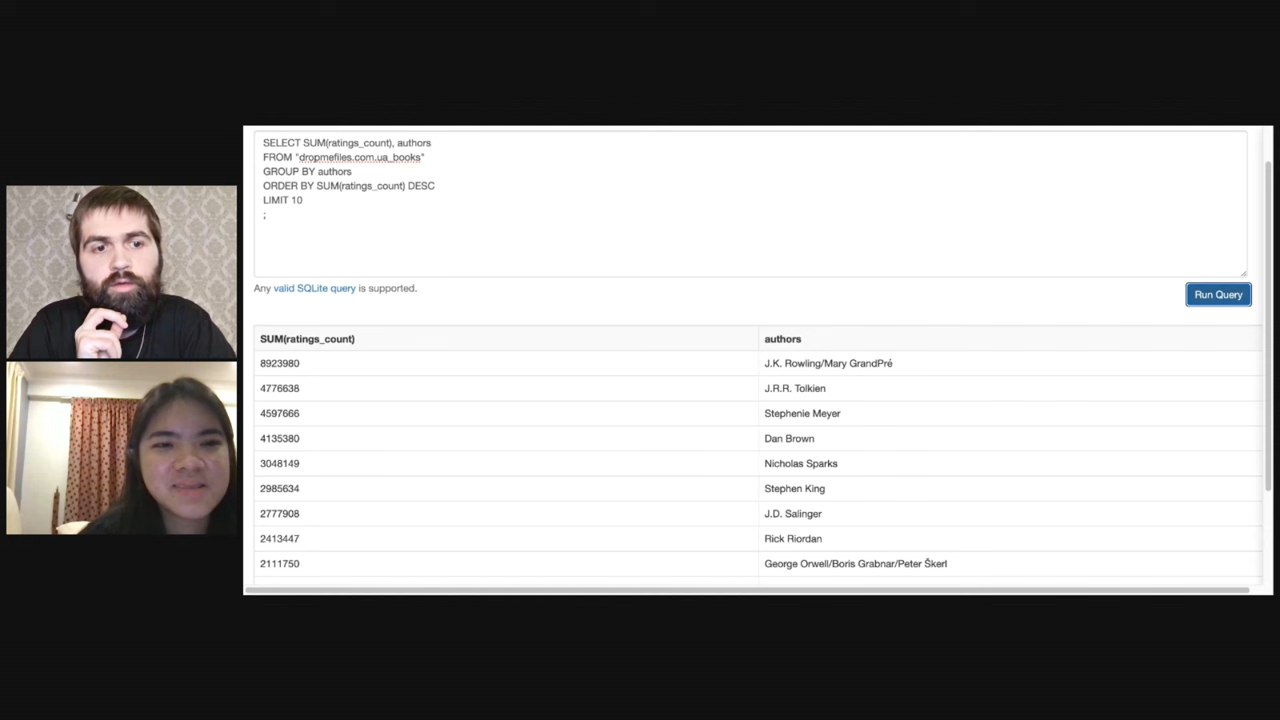 SELECT SUM(ratings_count), authors
FROM "dropmefiles.com.ua_books"
GROUP BY authors
ORDER BY SUM(ratings_count) DESC
LIMIT 10
;
Any valid SQLite query is supported.
Run Query
SUM(ratings_count) authors
8923980 J.K. Rowling/Mary GrandPré
4776638 J.R.R. Tolkien
4597666 Stephenie Meyer
4135380 Dan Brown
3048149 Nicholas Sparks
2985634 Stephen King
2777908 J.D. Salinger
2413447 Rick Riordan
2111750 George Orwell/Boris Grabnar/Peter Škerl